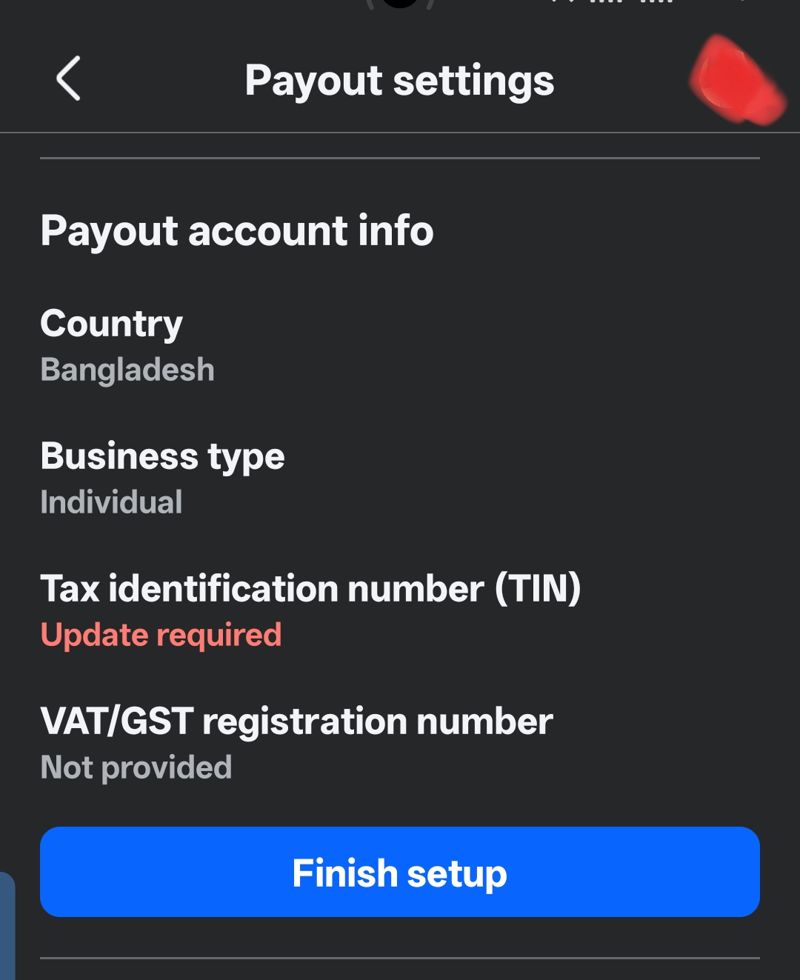 Payout settings
Payout account info
Country
Bangladesh
Business type
Individual
Tax identification number (TIN)
Update required
VAT/GST registration number
Not provided
Finish setup